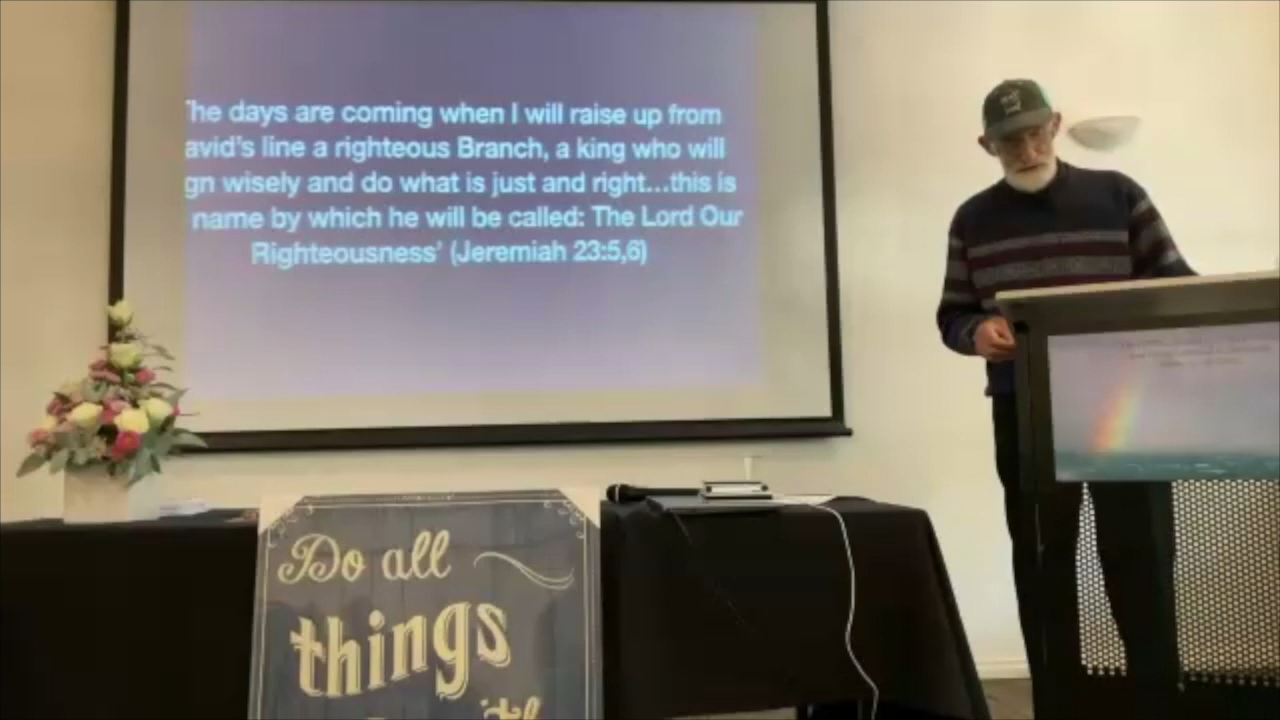 The days are coming when I will raise up from
avid's line a righteous Branch, a king who will
gn wisely and do what is just and right...this is
name by which he will be called: The Lord Our
Righteousness' (Jeremiah 23:5,6)
Do all
things